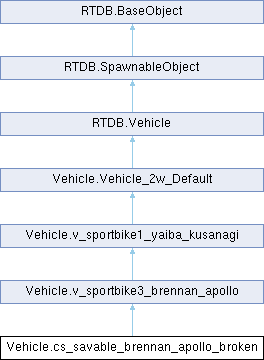 RTDB.BaseObject
RTDB.SpawnableObject
RTDB.Vehicle
Vehicle.Vehicle_2w_Default
Vehicle.v_sportbike1_yaiba_kusanagi
Vehicle.v_sportbike3_brennan_apollo
Vehicle.cs_savable_brennan_apollo_broken